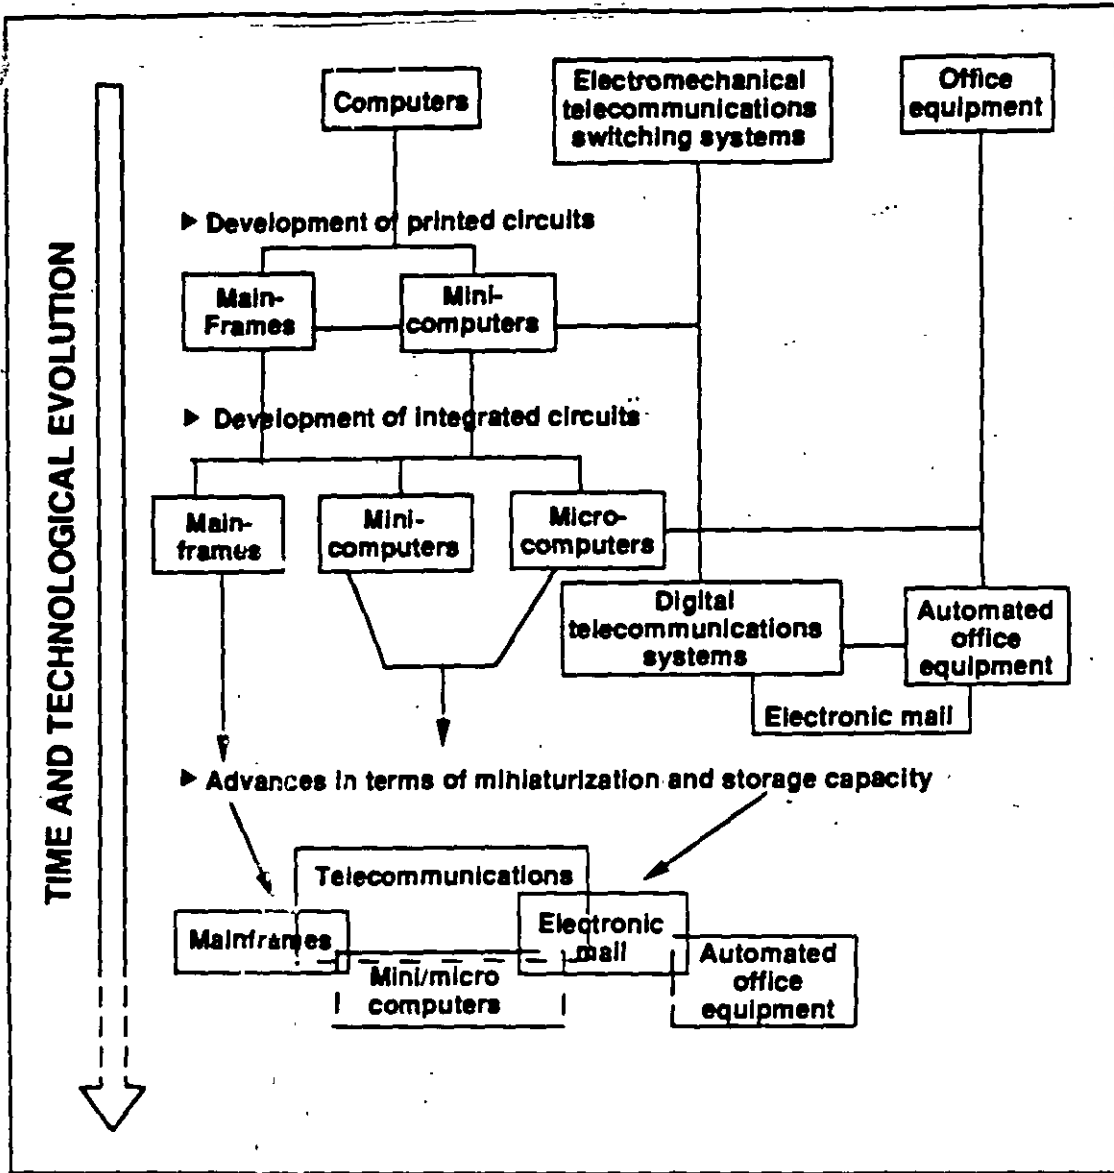 TIME AND TECHNOLOGICAL EVOLUTION
Computers
Electromechanical
telecommunications
switching systems
Office
equipment
▶ Development of printed circuits
Main-
Frames
Mini-
computers
▶ Development of integrated circuits
Main-
frames
Mini-
computers
Micro-
computers
Digital
telecommunications
systems
Automated
office
equipment
Electronic mail
▶ Advances in terms of miniaturization and storage capacity
Telecommunications
Mainframes
Electronic
mail
Mini/micro
computers
Automated
office
equipment